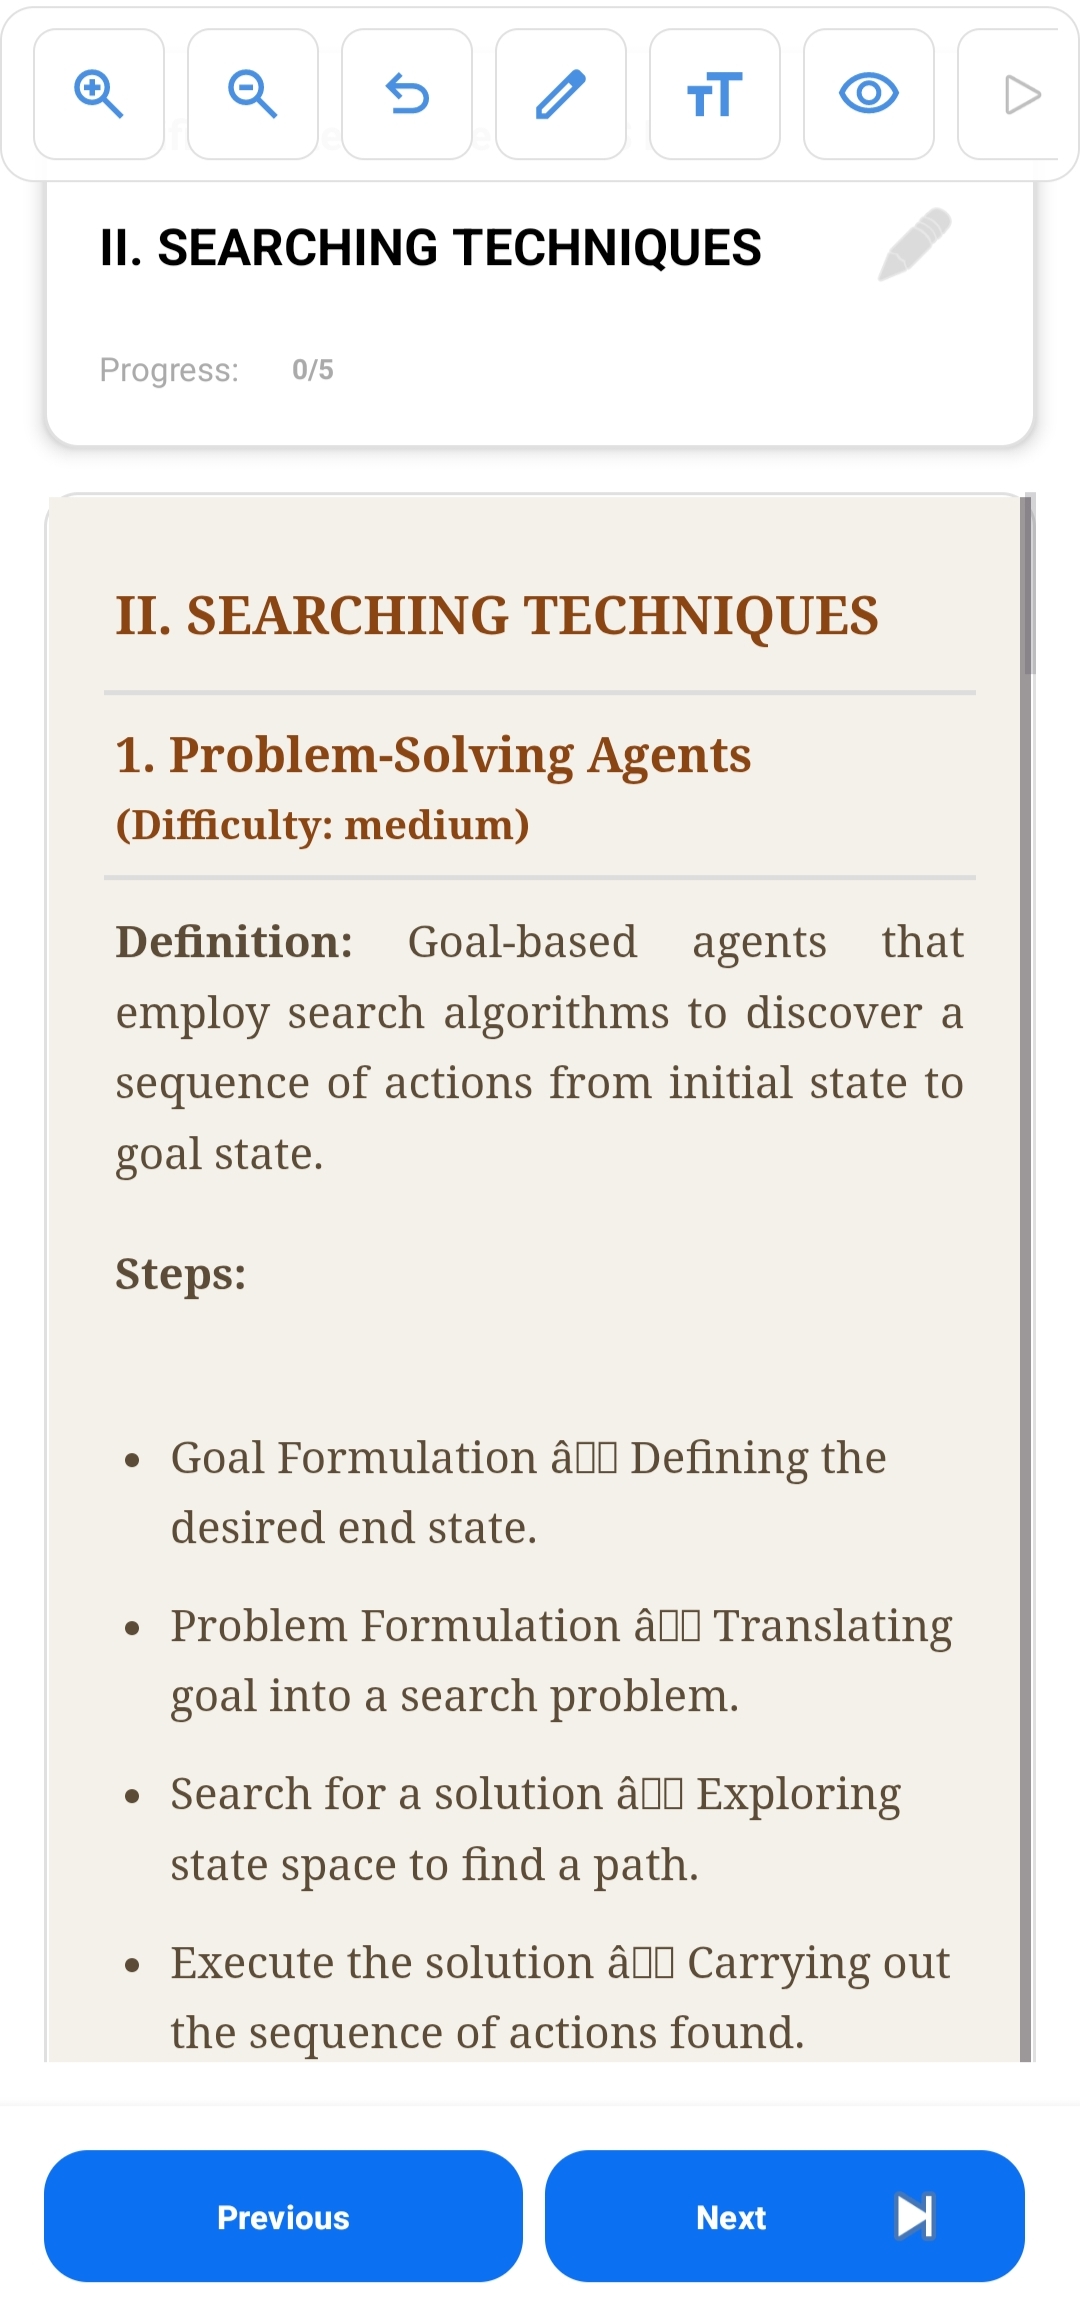 II. SEARCHING TECHNIQUES
Progress: 0/5
II. SEARCHING TECHNIQUES
1. Problem-Solving Agents
(Difficulty: medium)
Definition: Goal-based agents that
employ search algorithms to discover a
sequence of actions from initial state to
goal state.
Steps:
• Goal Formulation â▯▯ Defining the
desired end state.
• Problem Formulation â▯▯ Translating
goal into a search problem.
• Search for a solution â▯▯ Exploring
state space to find a path.
• Execute the solution â▯▯ Carrying out
the sequence of actions found.
Previous
Next